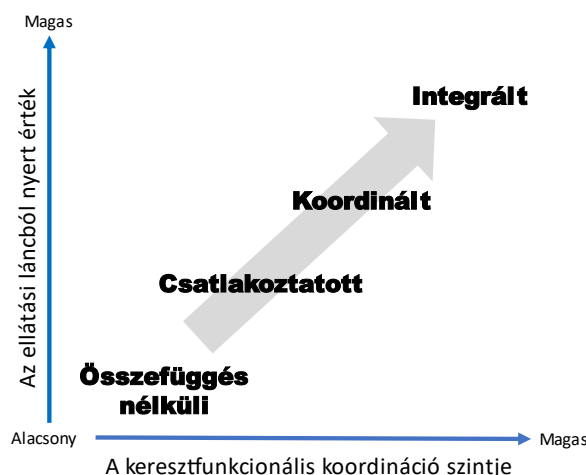 Magas
Az ellátási láncból nyert érték
Integrált
Koordinált
Csatlakoztatott
Összefüggés
nélküli
Alacsony
Magas
A keresztfunkcionális koordináció szintje